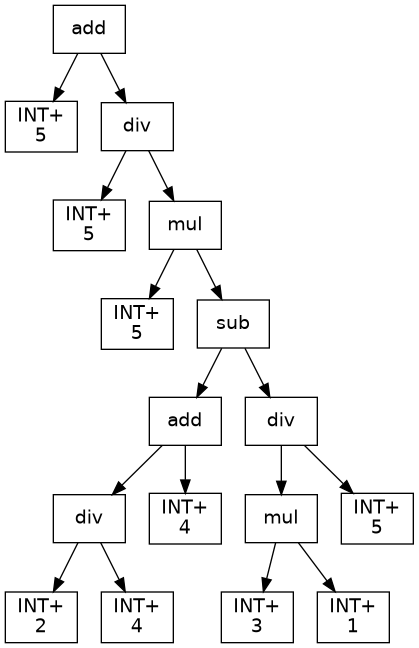 add
INT+
5
div
INT+
5
mul
INT+
5
sub
add
div
div
INT+
4
mul
INT+
5
INT+
2
INT+
4
INT+
3
INT+
1